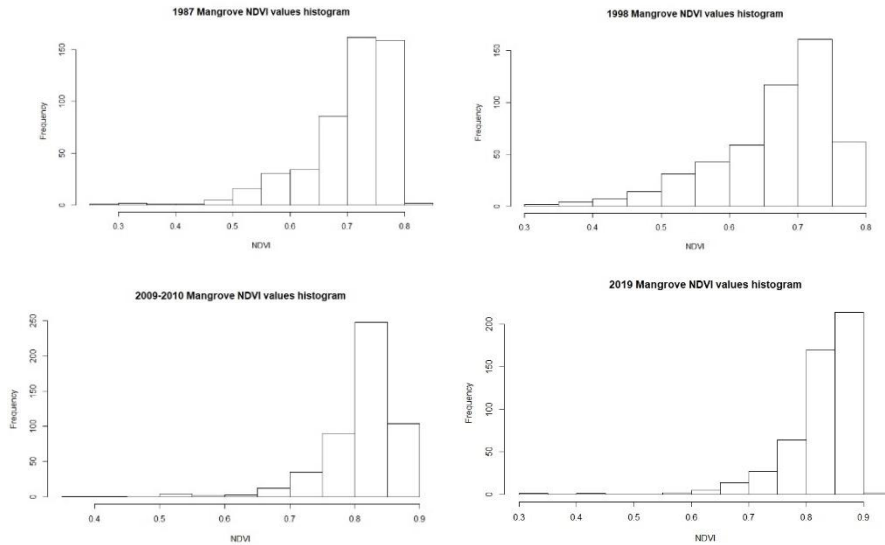 1987 Mangrove NDVI values histogram
Frequency
150
100
50
0
0.3 0.4 0.5 0.6 0.7 0.8
NDVI
1998 Mangrove NDVI values histogram
Frequency
150
100
50
0
0.3 0.4 0.5 0.6 0.7 0.8
NDVI
2009-2010 Mangrove NDVI values histogram
Frequency
250
200
150
100
50
0
0.4 0.5 0.6 0.7 0.8 0.9
NDVI
2019 Mangrove NDVI values histogram
Frequency
200
150
100
50
0
0.3 0.4 0.5 0.6 0.7 0.8 0.9
NDVI